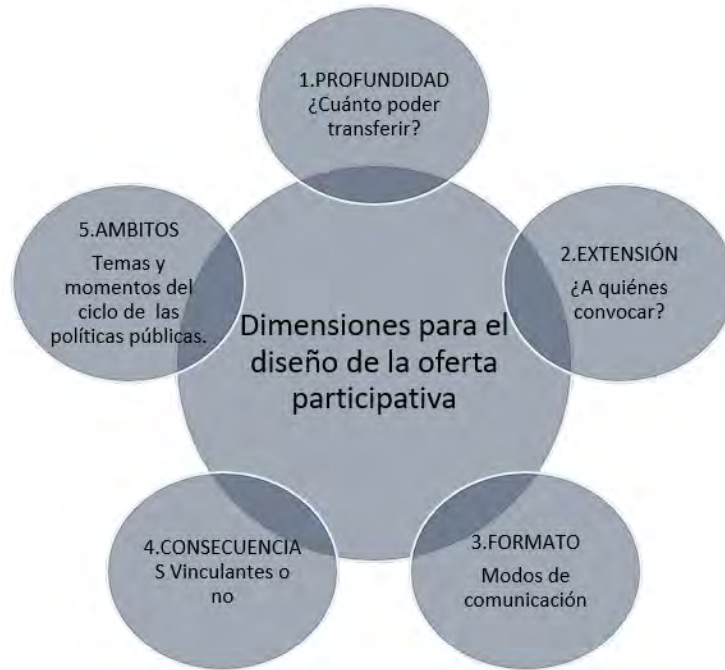 1.PROFUNDIDAD
¿Cuánto poder
transferir?
2.EXTENSIÓN
¿A quiénes
convocar?
3.FORMATO
Modos de
comunicación
4.CONSECUENCIA
S Vinculantes o
no
5.AMBITOS
Temas y
momentos del
ciclo de las
políticas públicas.
Dimensiones para el
diseño de la oferta
participativa